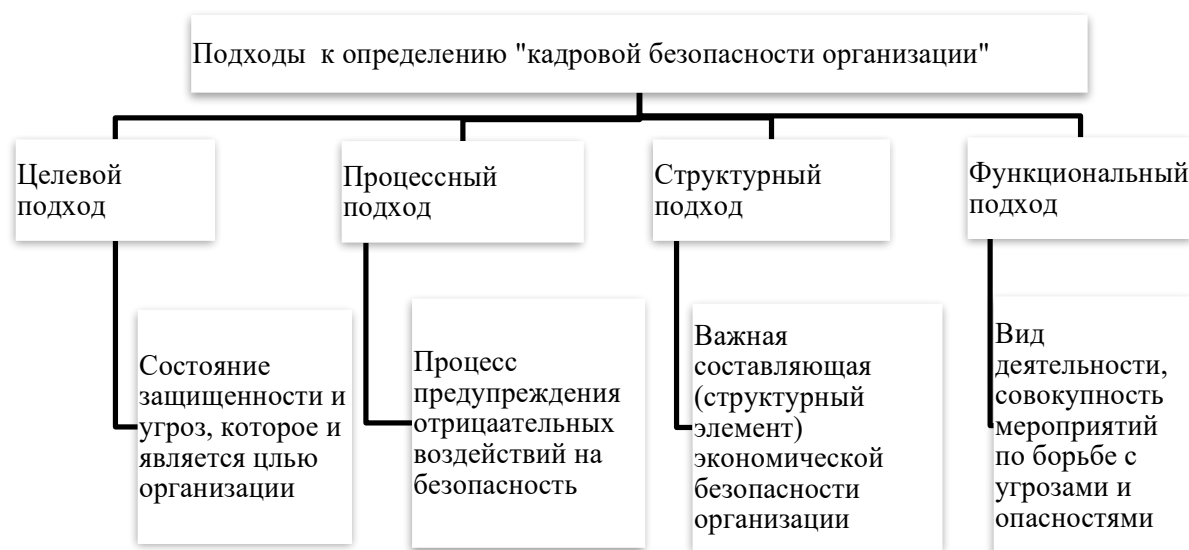 Подходы к определению "кадровой безопасности организации"
Целевой
подход
Процессный
подход
Структурный
подход
Функциональный
подход
Состояние
защищенности и
угроз, которое и
является цлью
организации
Процесс
предупреждения
отрицаательных
воздействий на
безопасность
Важная
составляющая
(структурный
элемент)
экономической
безопасности
организации
Вид
деятельности,
совокупность
мероприятий
по борьбе с
угрозами и
опасностями